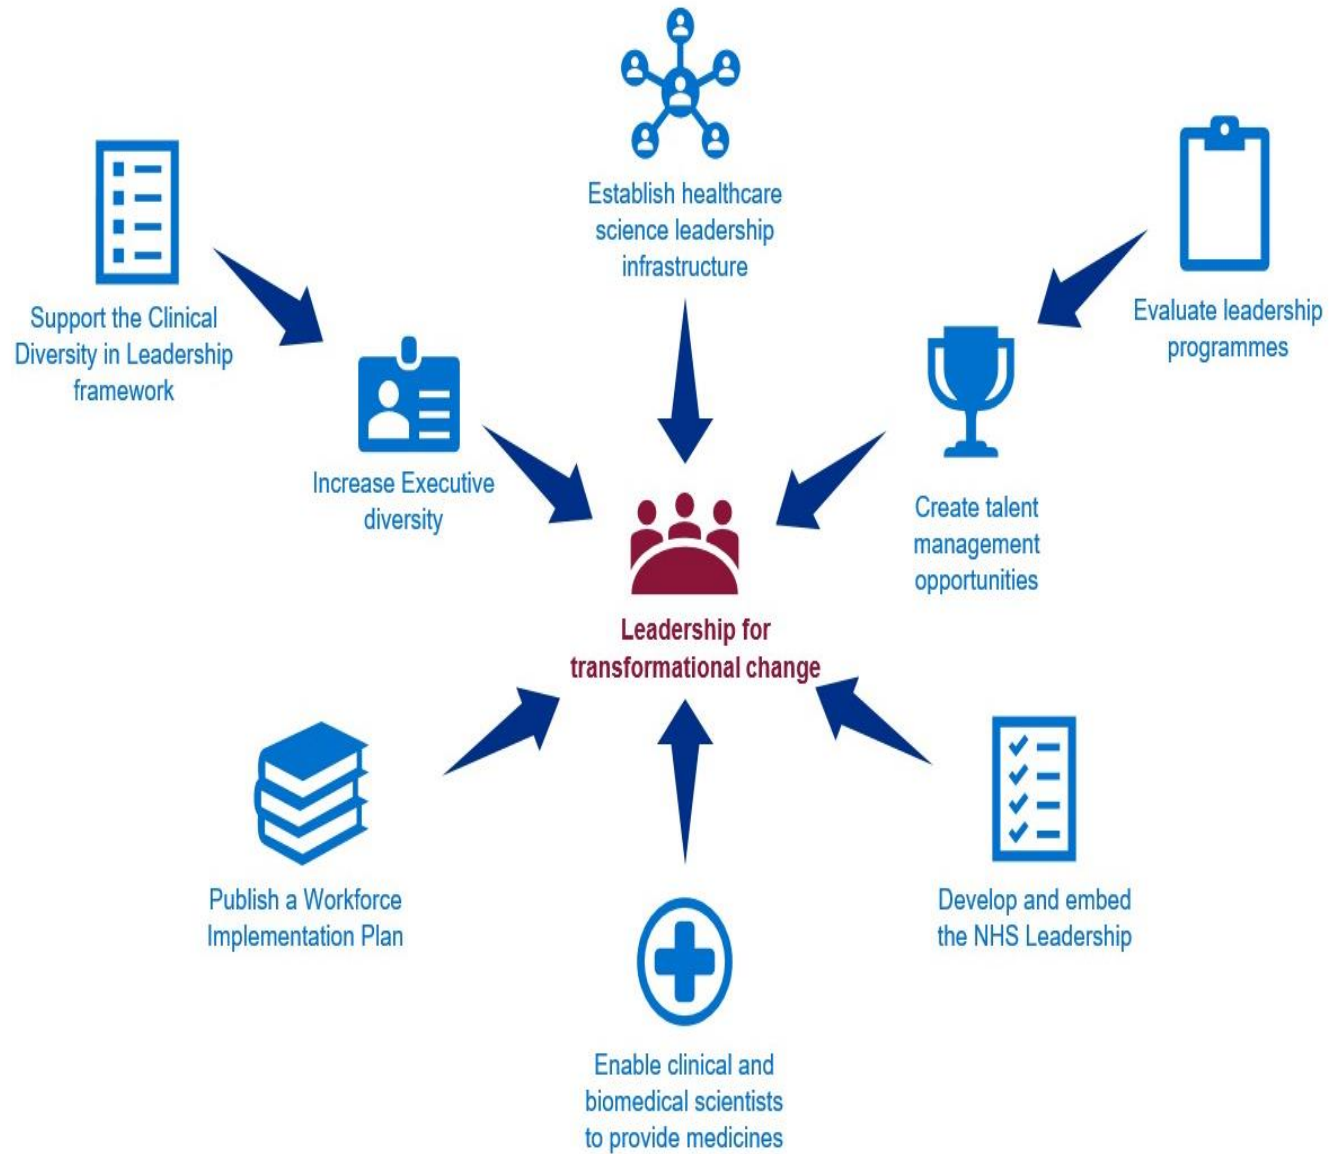 Establish healthcare
science leadership
infrastructure
Support the Clinical
Diversity in Leadership
framework
Evaluate leadership
programmes
Increase Executive
diversity
Create talent
management
opportunities
Leadership for
transformational change
Publish a Workforce
Implementation Plan
Develop and embed
the NHS Leadership
Enable clinical and
biomedical scientists
to provide medicines